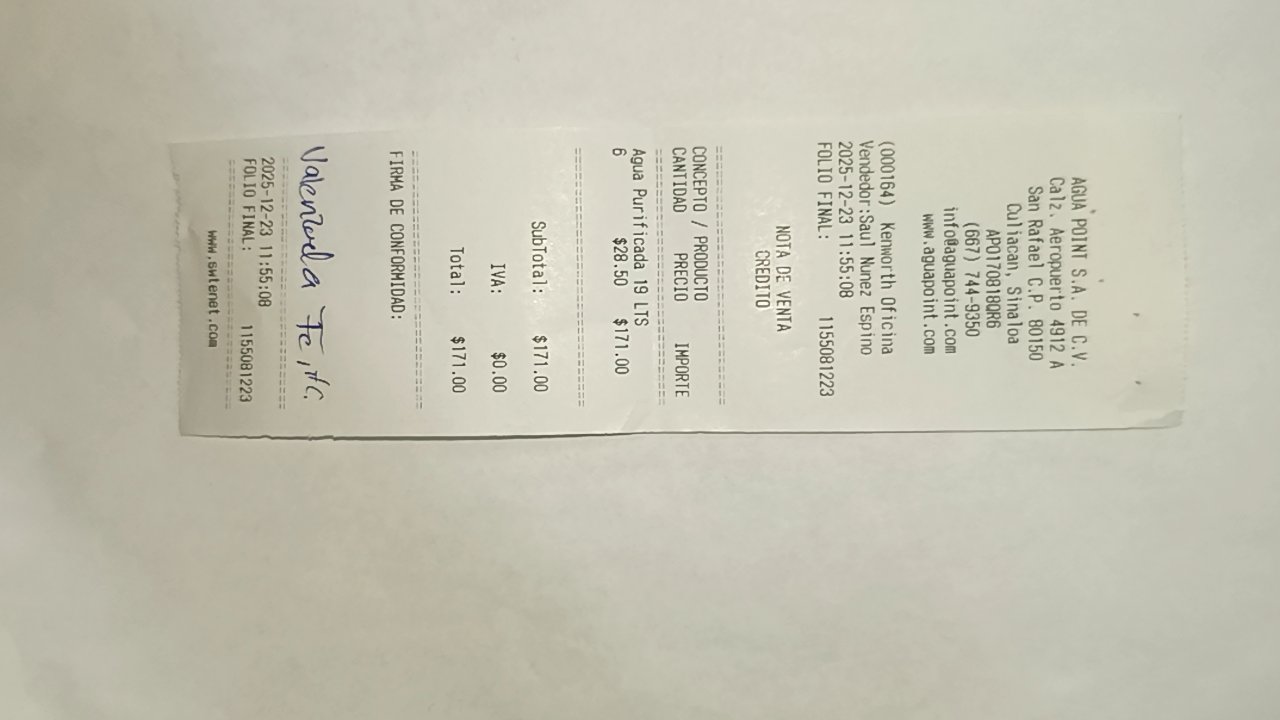 AGUA POINT S.A. DE C.V.
Calz. Aeropuerto 4912 A
San Rafael C.P. 80150
Culiacan, Sinaloa
APO170818QR6
(667) 744-9350
info@aguapoint.com
www.aguapoint.com
(000164) Kenworth Oficina
Vendedor:Saul Nunez Espino
2025-12-23 11:55:08
FOLIO FINAL: 1155081223
NOTA DE VENTA
CREDITO
CONCEPTO / PRODUCTO
CANTIDAD PRECIO IMPORTE
Agua Purificada 19 LTS
6 $28.50 $171.00
SubTotal: $171.00
IVA: $0.00
Total: $171.00
FIRMA DE CONFORMIDAD:
2025-12-23 11:55:08
FOLIO FINAL: 1155081223
www.swtenet.com